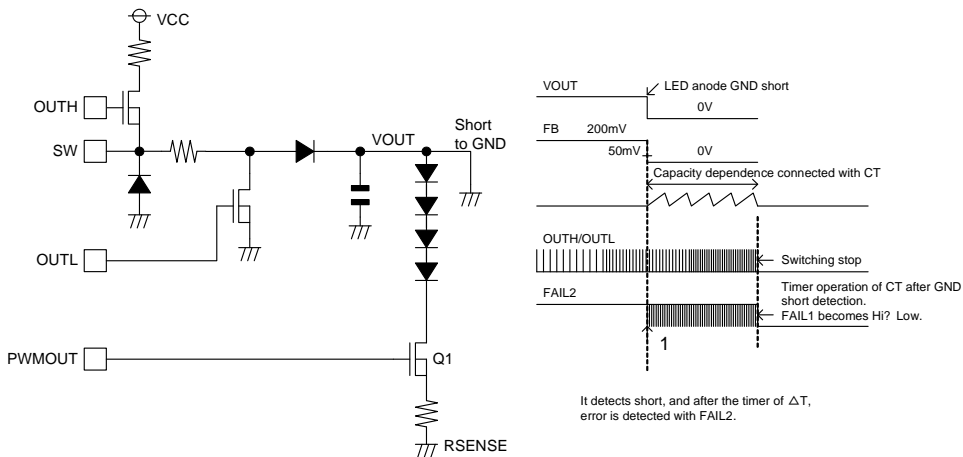 VCC
OUTH
SW
VOUT
Short
to GND
OUTL
PWMOUT
Q1
RSENSE
VOUT
LED anode GND short
0V
FB
200mV
50mV
0V
Capacity dependence connected with CT
OUTH/OUTL
Switching stop
FAIL2
Timer operation of CT after GND
short detection.
FAIL1 becomes Hi? Low.
1
It detects short, and after the timer of △T,
error is detected with FAIL2.